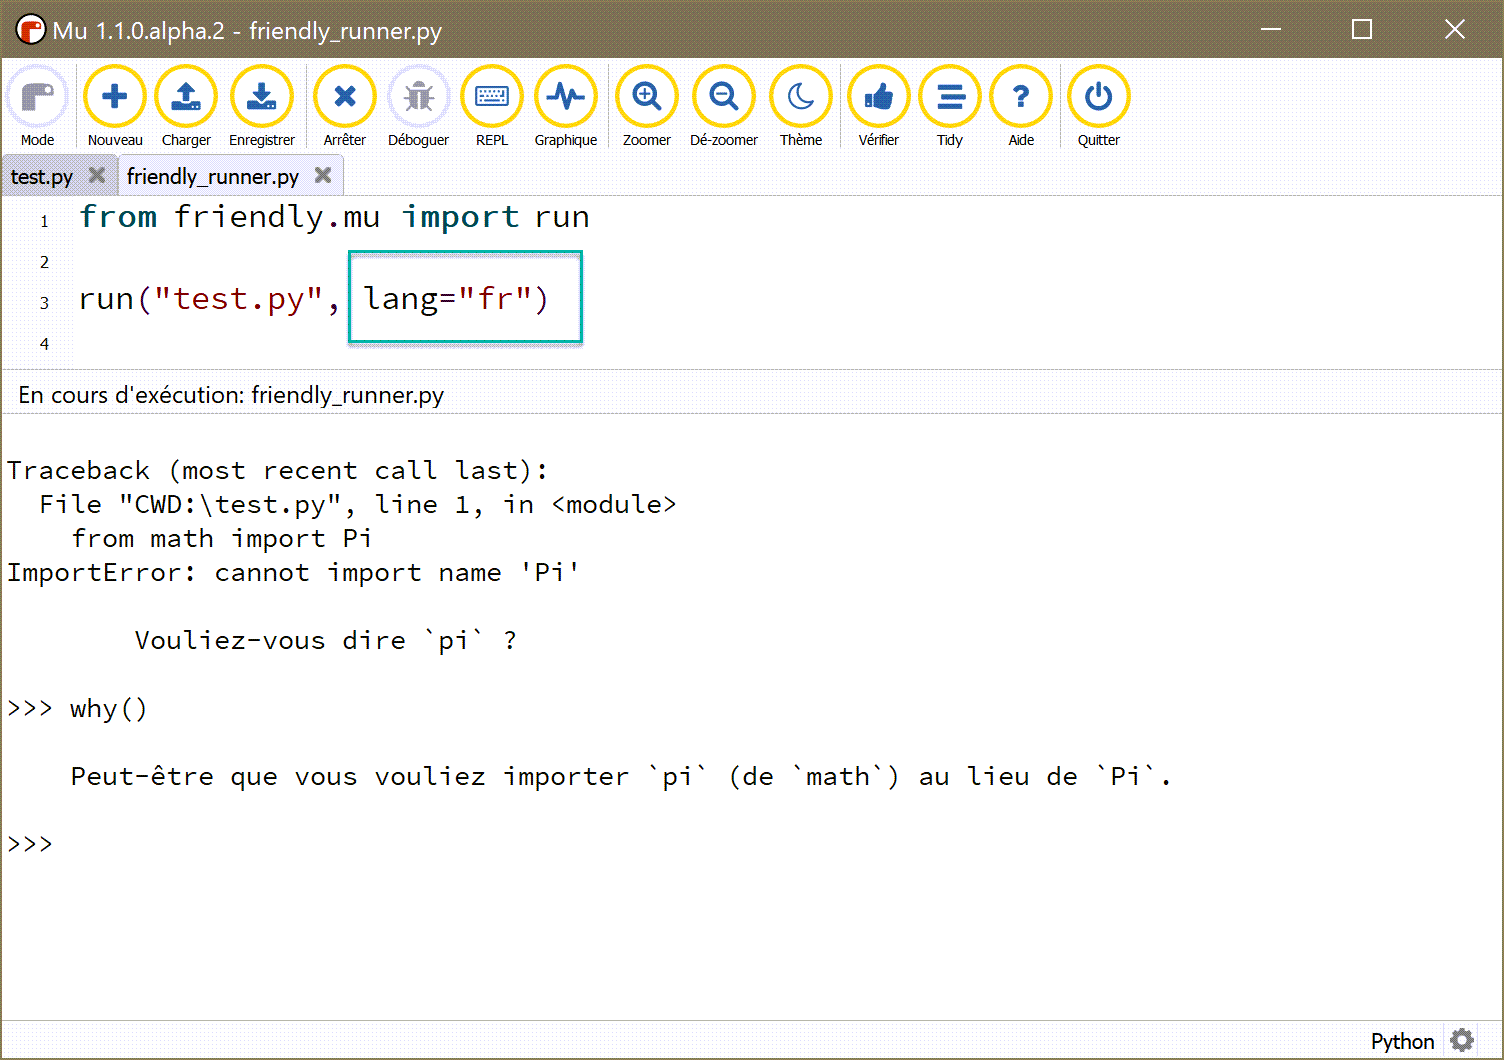 Mu 1.1.0.alpha.2 - friendly_runner.py
Mode Nouveau Charger Enregistrer Arrêter Déboguer REPL Graphique Zoomer Dé-zoomer Thème Vérifier Tidy Aide Quitter
test.py friendly_runner.py
1 from friendly.mu import run
2
3 run("test.py", lang="fr")
4
En cours d'exécution: friendly_runner.py
Traceback (most recent call last):
File "CWD:\test.py", line 1, in <module>
from math import Pi
ImportError: cannot import name 'Pi'
Vouliez-vous dire `pi` ?
>>> why()
Peut-être que vous vouliez importer `pi` (de `math`) au lieu de `Pi`.
>>>
Python